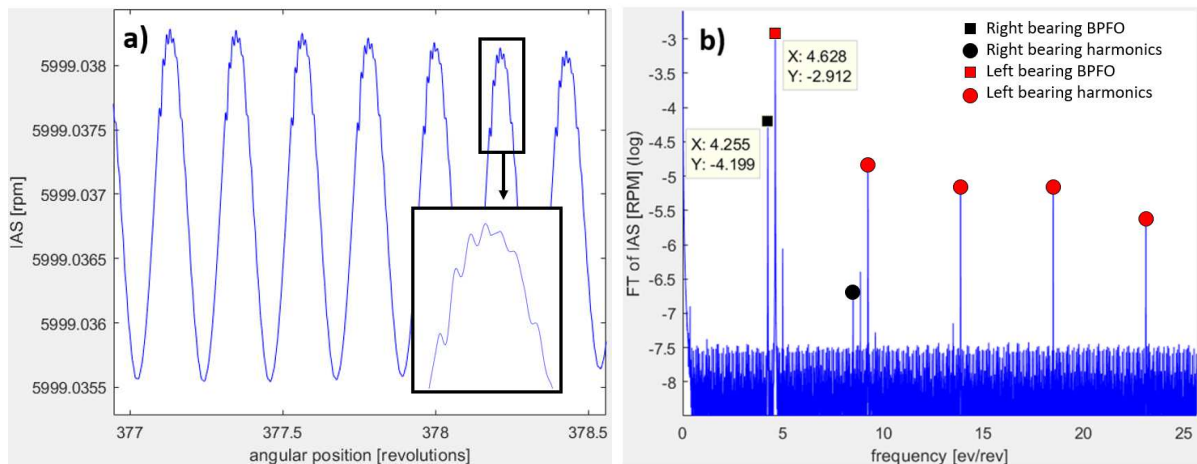 a)
IAS [rpm]
5999.038
5999.0375
5999.037
5999.0365
5999.036
5999.0355
377
377.5
378
378.5
angular position [revolutions]
b)
FT of IAS [RPM] (log)
-3
-3.5
-4
-4.5
-5
-5.5
-6
-6.5
-7
-7.5
-8
0
5
10
15
20
25
frequency [ev/rev]
X: 4.628
Y: -2.912
X: 4.255
Y: -4.199
Right bearing BPFO
Right bearing harmonics
Left bearing BPFO
Left bearing harmonics